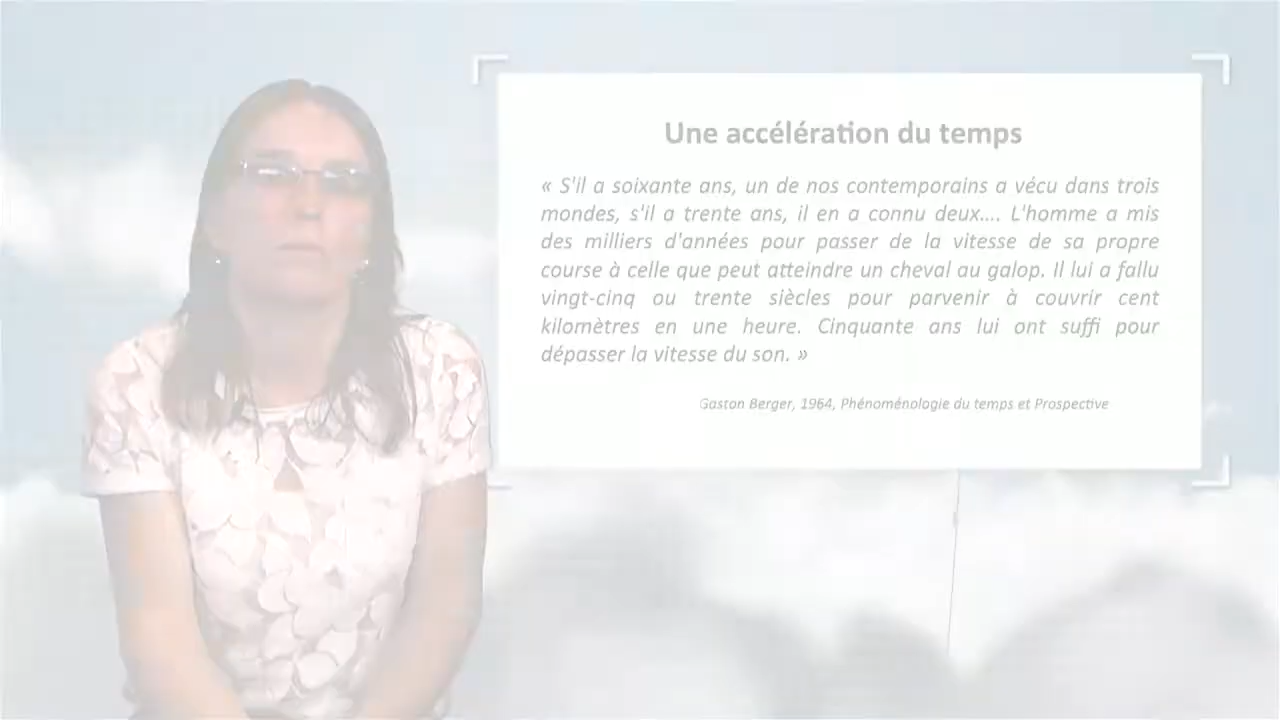 Une accélération du temps
« S'il a soixante ans, un de nos contemporains a vécu dans trois
mondes, s'il a trente ans, il en a connu deux.... L'homme a mis
des milliers d'années pour passer de la vitesse de sa propre
course à celle que peut atteindre un cheval au galop. Il lui a fallu
vingt-cinq ou trente siècles pour parvenir à couvrir cent
kilomètres en une heure. Cinquante ans lui ont suffi pour
dépasser la vitesse du son. »
Gaston Berger, 1964, Phénoménologie du temps et Prospective